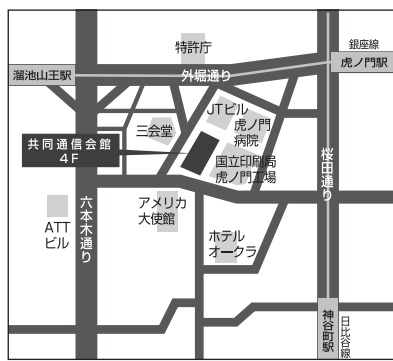 特許庁
銀座線
虎ノ門駅
溜池山王駅
外堀通り
JTビル
虎ノ門
病院
三会堂
共同通信会館
4F
国立印刷局
虎ノ門工場
桜田通り
六本木通り
アメリカ
大使館
ATT
ビル
ホテル
オークラ
神谷町駅
日比谷線